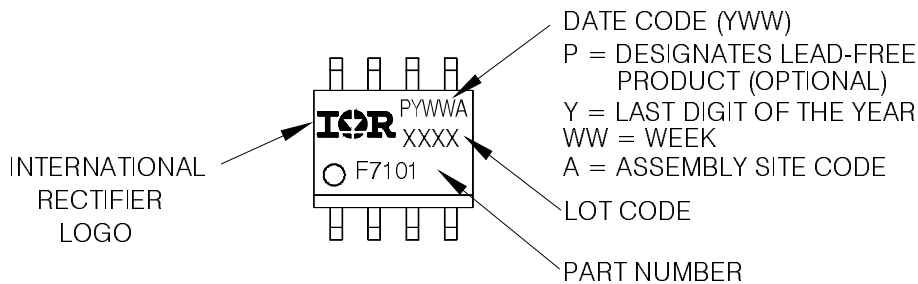 DATE CODE (YWW)
P = DESIGNATES LEAD-FREE
PRODUCT (OPTIONAL)
Y = LAST DIGIT OF THE YEAR
WW = WEEK
A = ASSEMBLY SITE CODE
LOT CODE
PART NUMBER
INTERNATIONAL
RECTIFIER
LOGO
IOR
PYWWA
XXXX
F7101